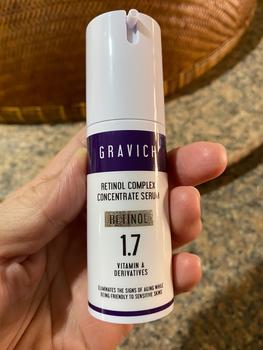 GRAVICH
RETINOL COMPLEX
CONCENTRATE SERUM
RETINOL
1.7
VITAMIN A
DERIVATIVES
ELIMINATES THE SIGNS OF AGING WHILE
BEING FRIENDLY TO SENSITIVE SKINS